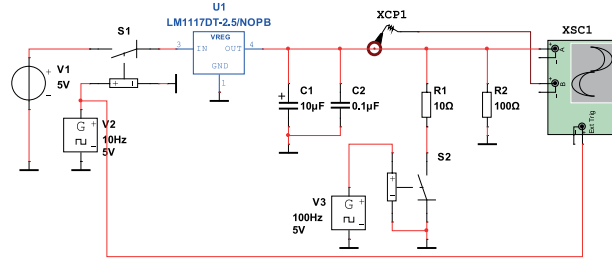 U1
LM1117DT-2.5/NOPB
S1
XCP1
XSC1
VREG
3 IN OUT 4
GND
1
V1
5V
V2
G
10Hz
5V
C1
10µF
C2
0.1µF
R1
10Ω
R2
100Ω
A
B
Ext Trig
S2
V3
G
100Hz
5V